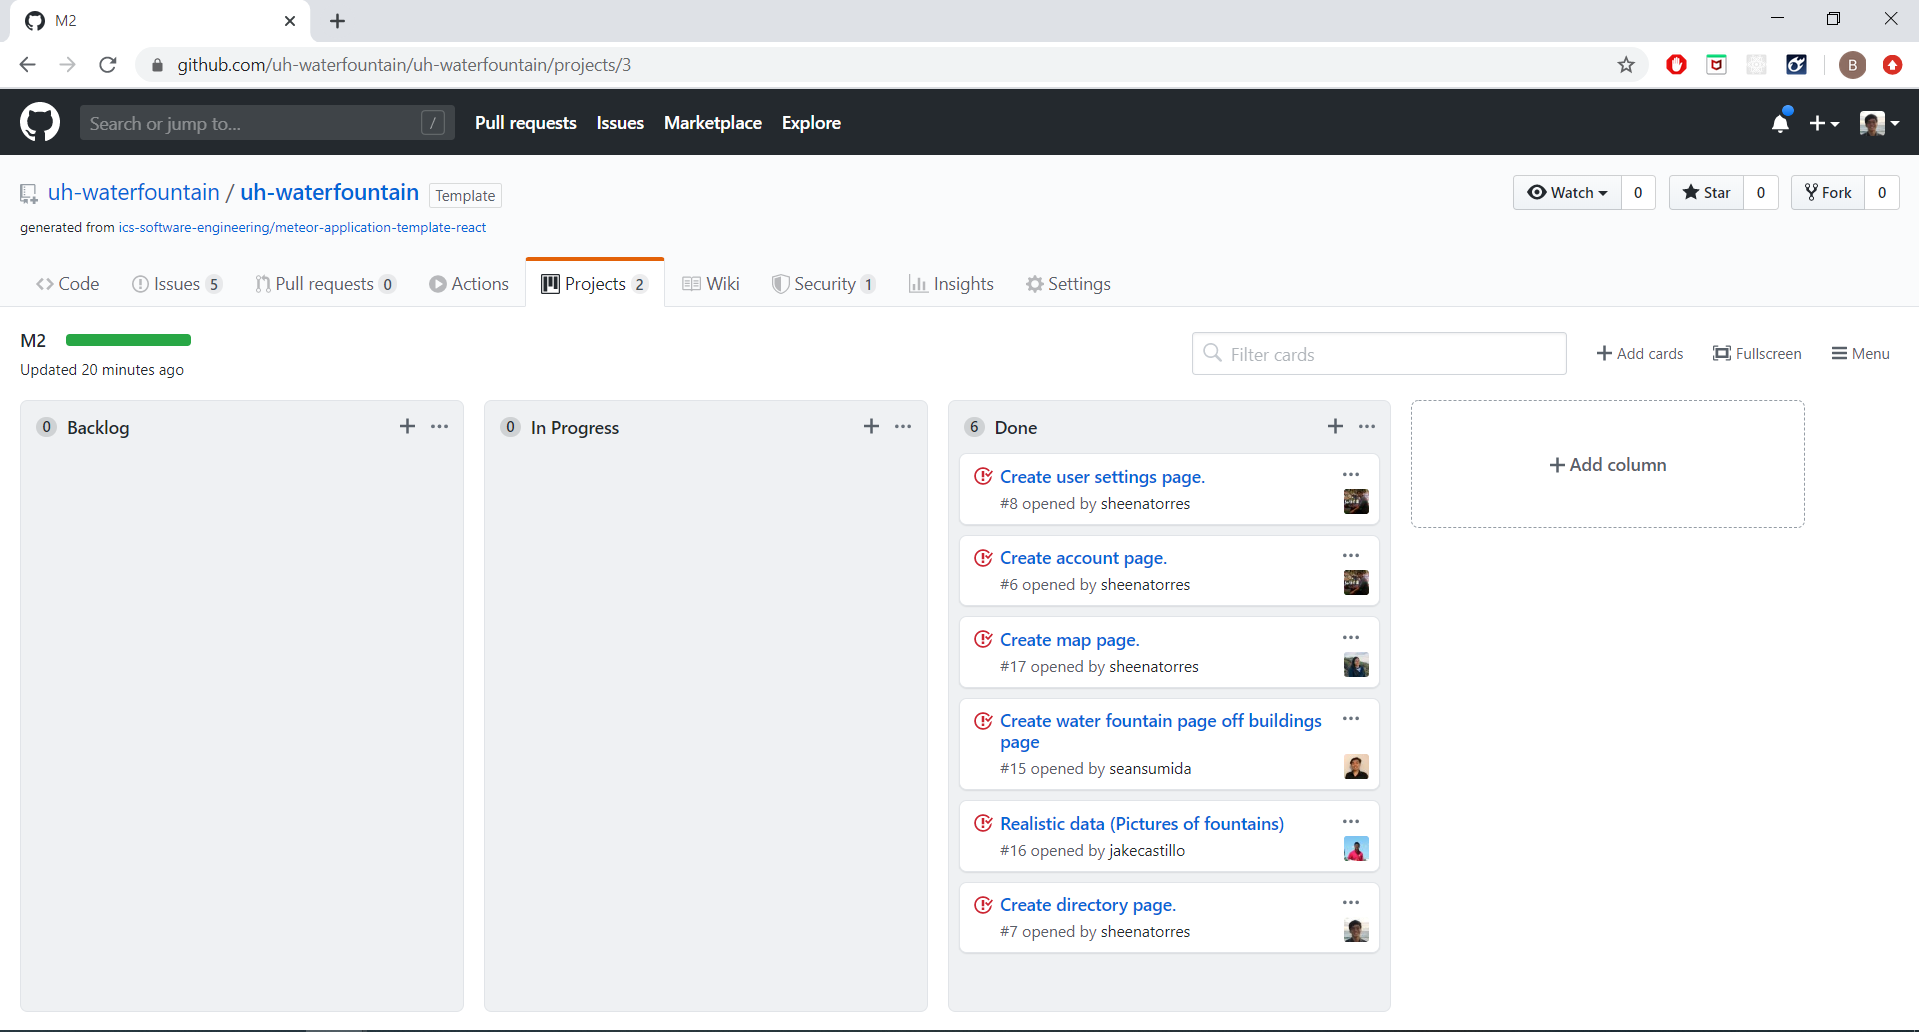 M2
github.com/uh-waterfountain/uh-waterfountain/projects/3
B
Search or jump to...
/
Pull requests Issues Marketplace Explore
uh-waterfountain / uh-waterfountain Template
Watch 0 Star 0 Fork 0
generated from ics-software-engineering/meteor-application-template-react
Code Issues 5 Pull requests 0 Actions Projects 2 Wiki Security 1 Insights Settings
M2
Updated 20 minutes ago
Filter cards
Add cards Fullscreen Menu
0 Backlog
0 In Progress
6 Done
Create user settings page.
#8 opened by sheenatorres
Create account page.
#6 opened by sheenatorres
Create map page.
#17 opened by sheenatorres
Create water fountain page off buildings
page
#15 opened by seansumida
Realistic data (Pictures of fountains)
#16 opened by jakecastillo
Create directory page.
#7 opened by sheenatorres
Add column